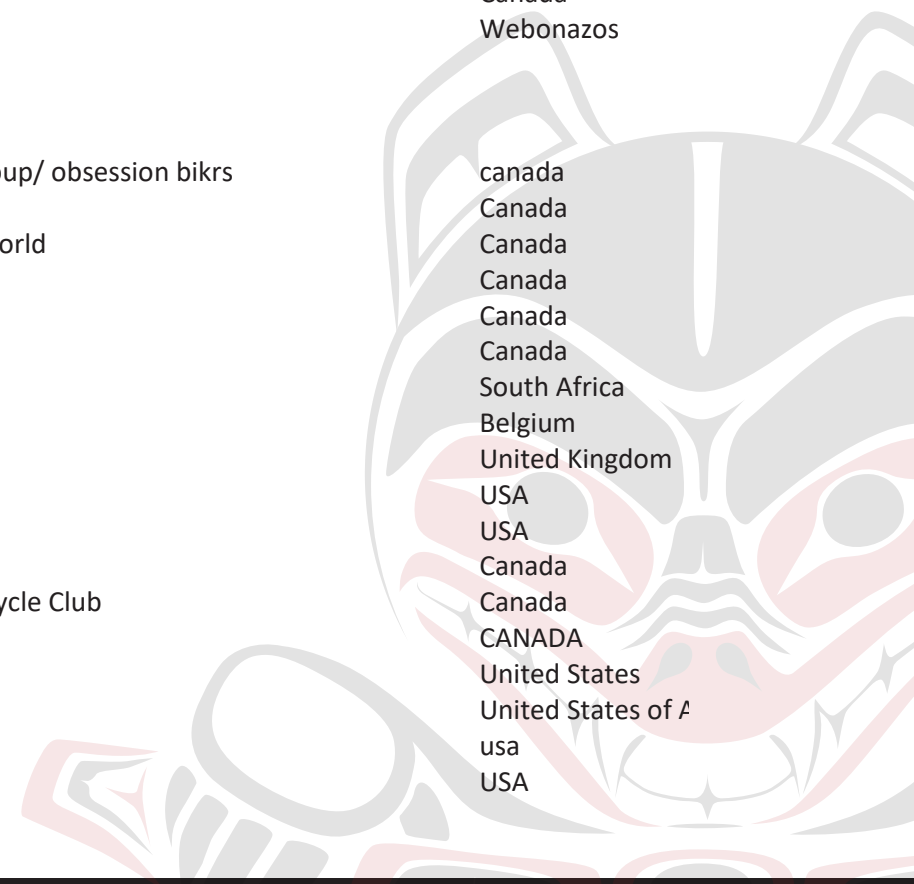 Canada
Webonazos
oup/ obsession bikrs canada
Canada
orld Canada
Canada
Canada
Canada
South Africa
Belgium
United Kingdom
USA
USA
Canada
ycle Club Canada
CANADA
United States
United States of A
usa
USA